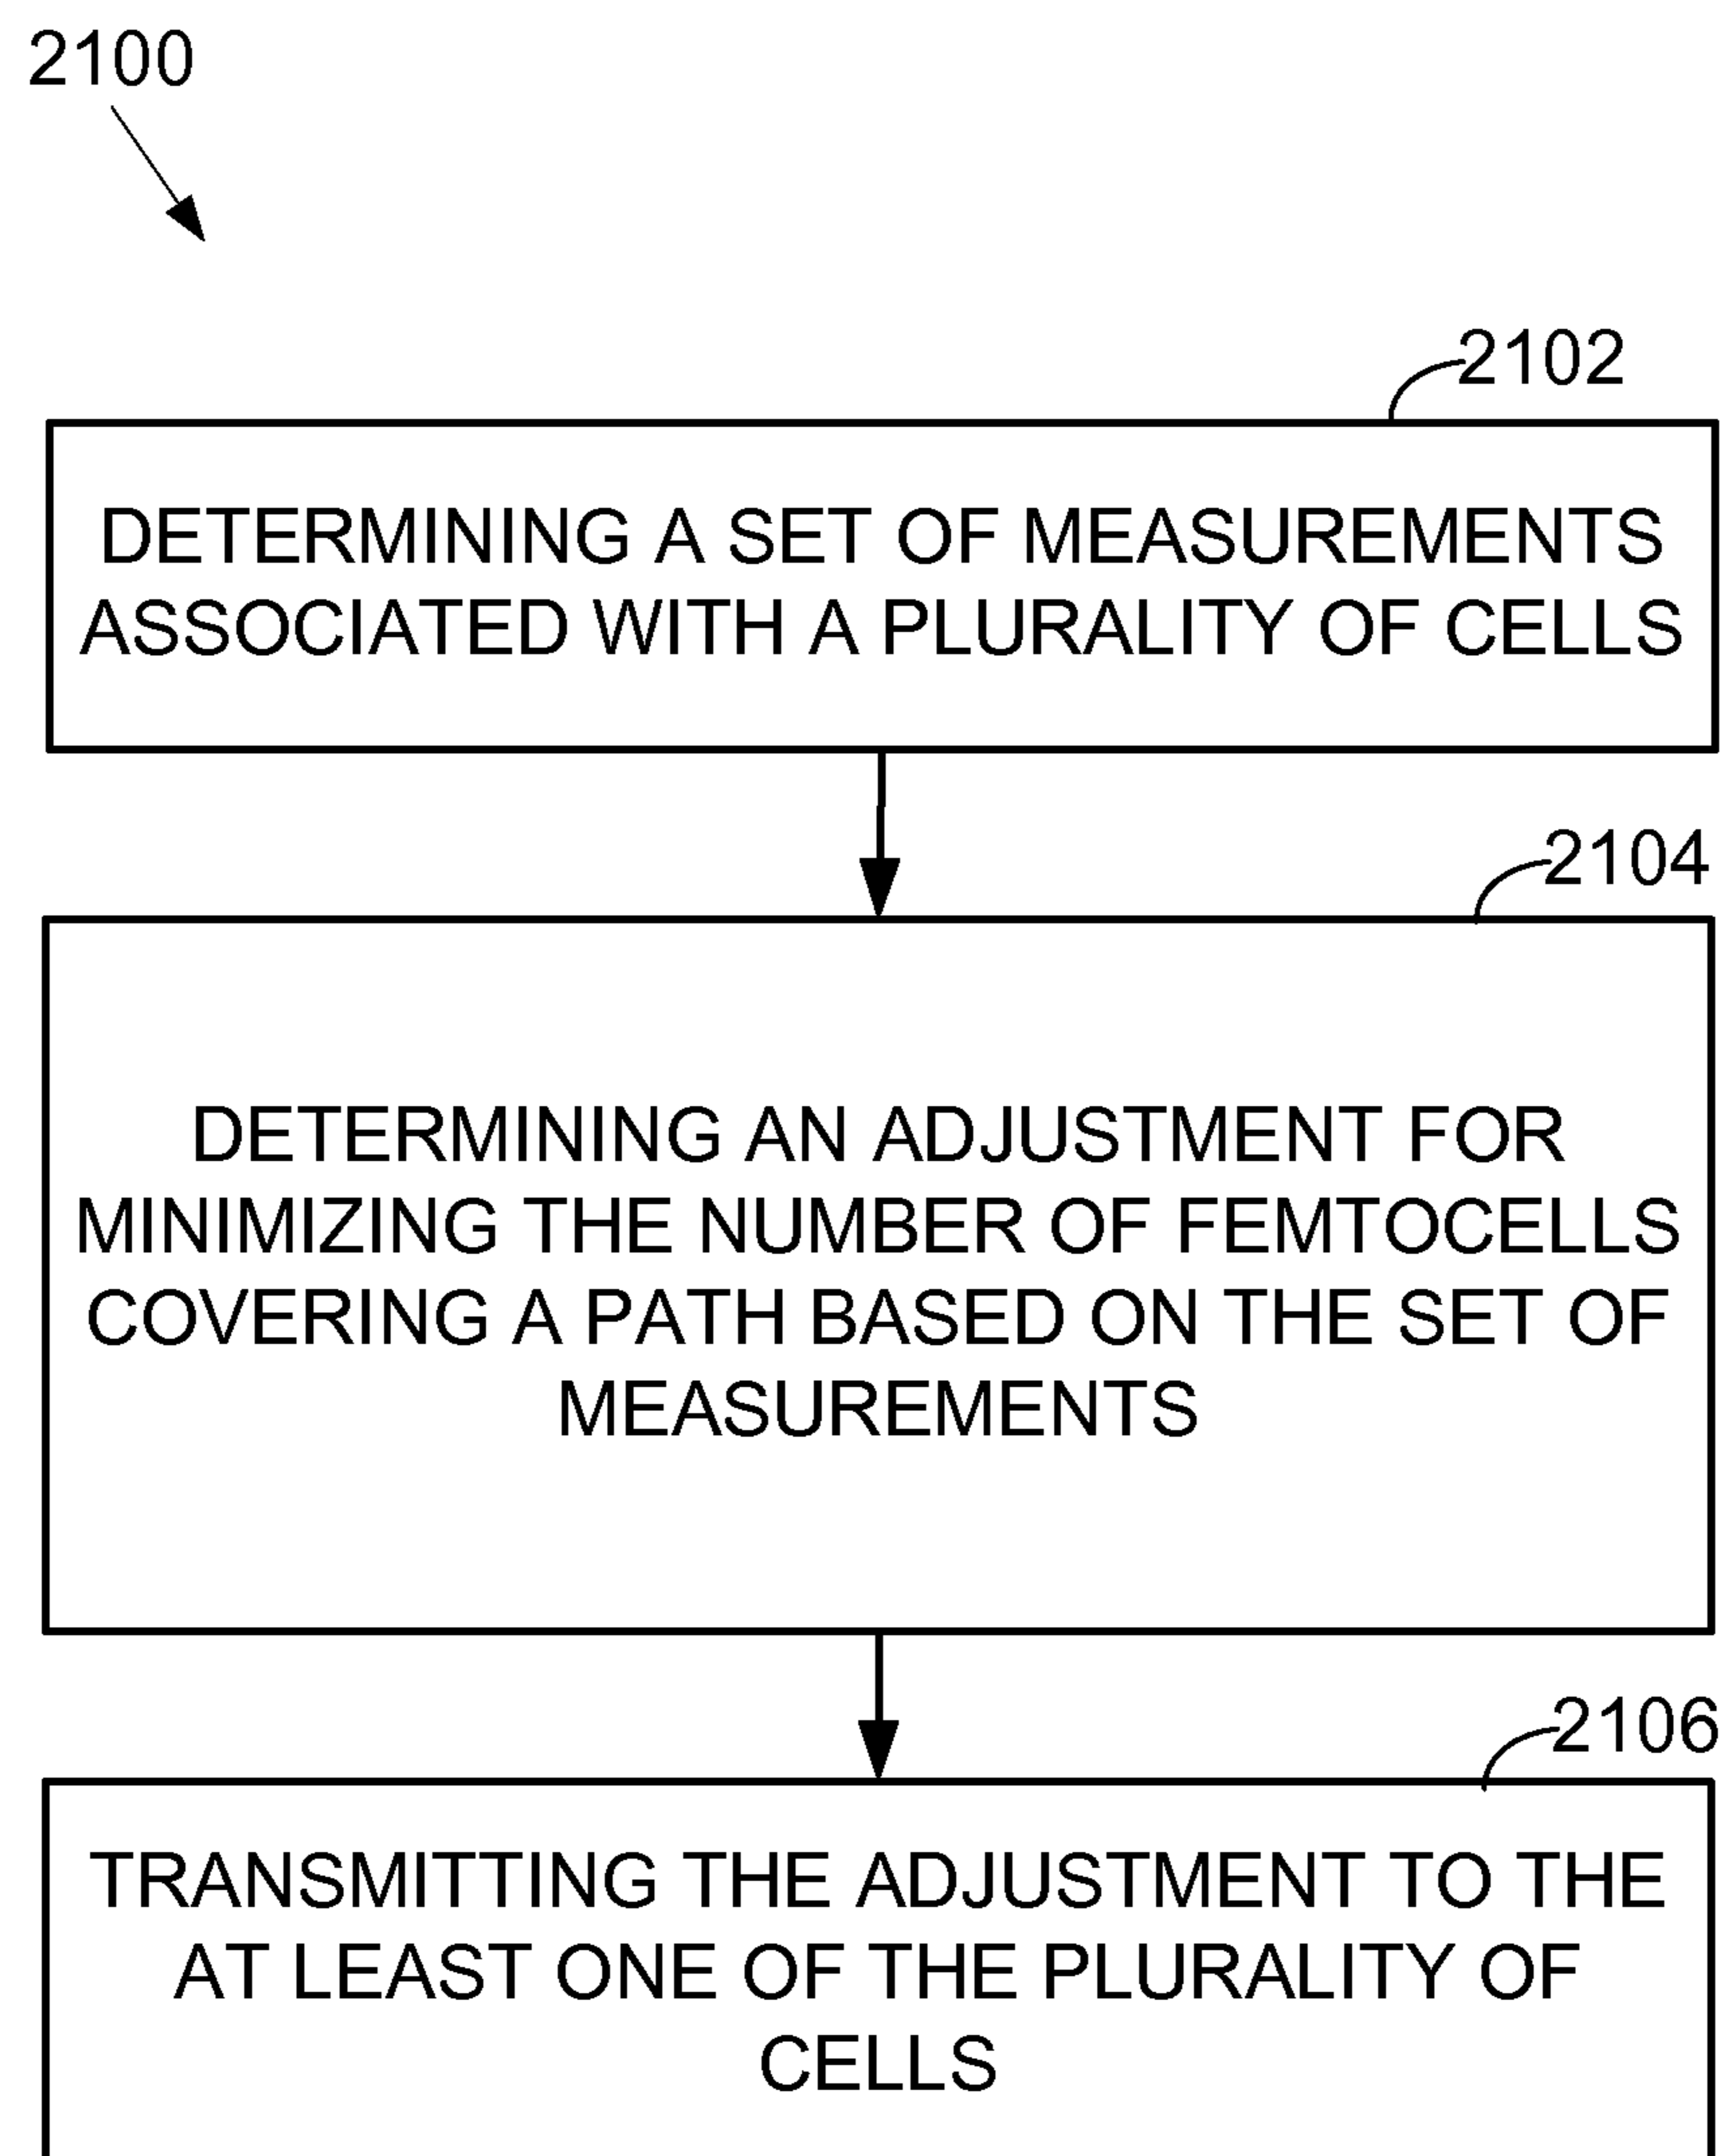 2100
2102
DETERMINING A SET OF MEASUREMENTS
ASSOCIATED WITH A PLURALITY OF CELLS
2104
DETERMINING AN ADJUSTMENT FOR
MINIMIZING THE NUMBER OF FEMTOCELLS
COVERING A PATH BASED ON THE SET OF
MEASUREMENTS
2106
TRANSMITTING THE ADJUSTMENT TO THE
AT LEAST ONE OF THE PLURALITY OF
CELLS